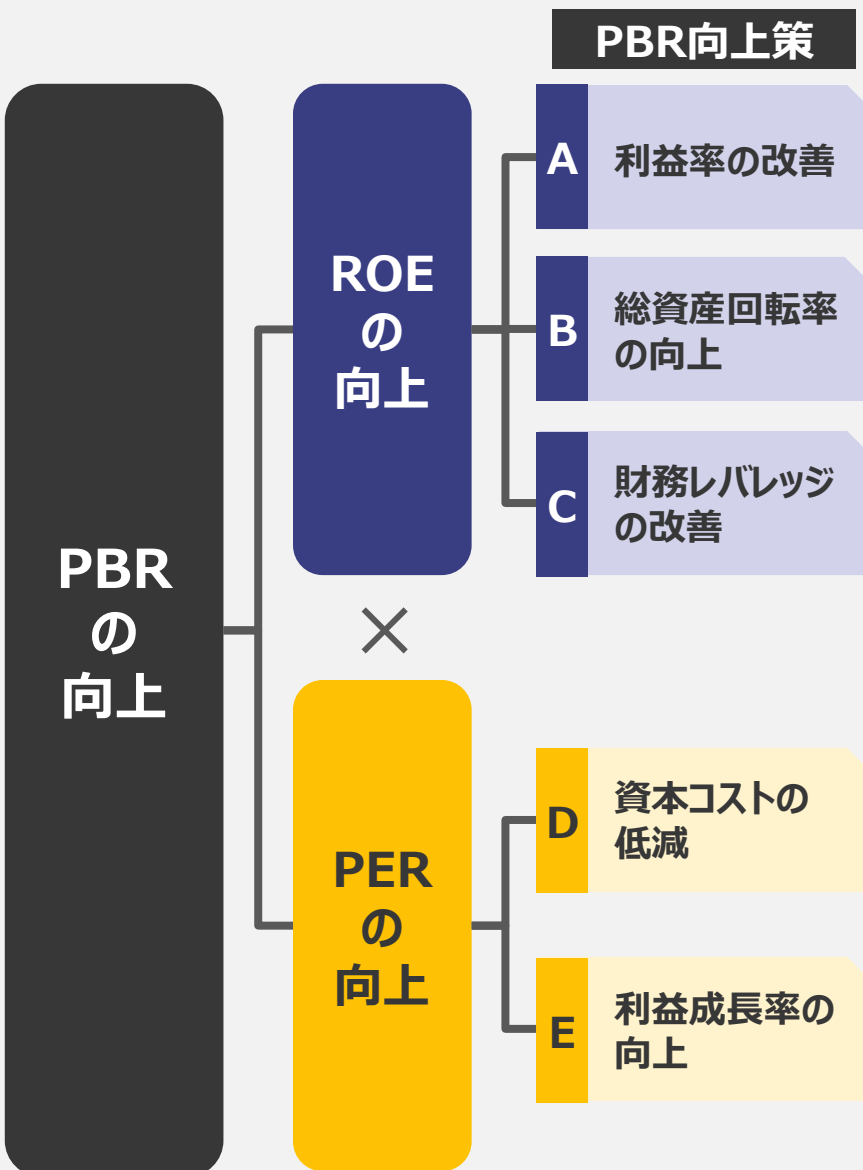 PBR向上策
PBR
の
向上
ROE
の
向上
A
利益率の改善
B
総資産回転率
の向上
C
財務レバレッジ
の改善
×
PER
の
向上
D
資本コストの
低減
E
利益成長率の
向上